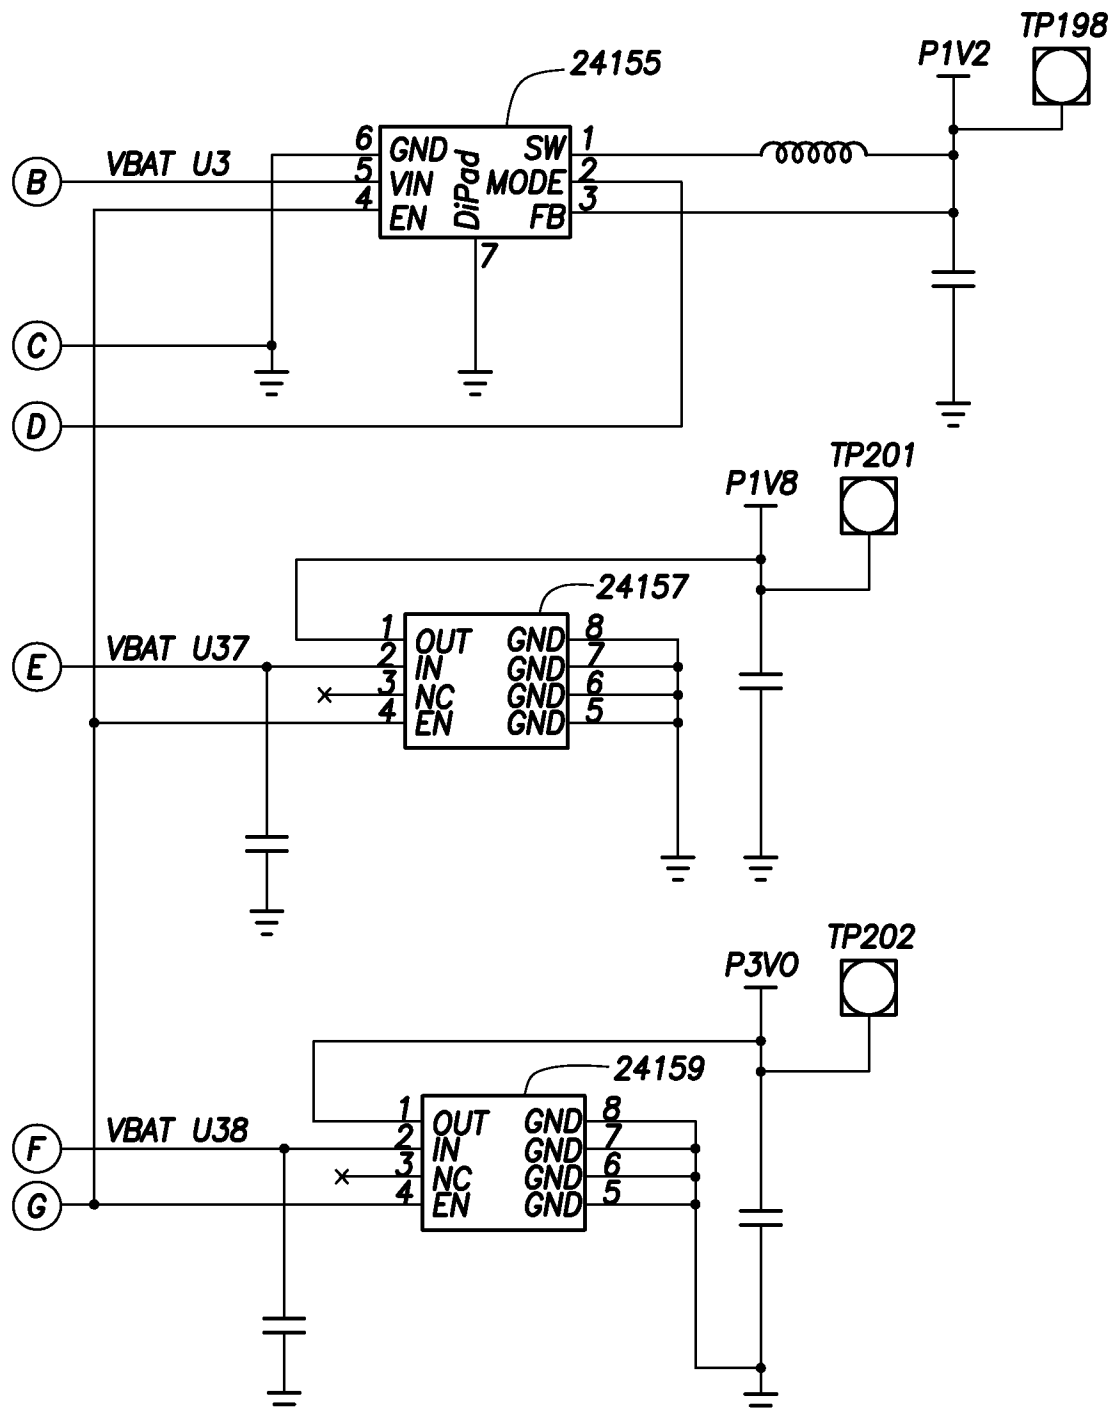 TP198
P1V2
24155
6 GND DiPad SW 1
B VBAT U3 5 VIN MODE 2
4 EN FB 3
7
C
D
TP201
P1V8
24157
1 OUT GND 8
E VBAT U37 2 IN GND 7
3 NC GND 6
4 EN GND 5
TP202
P3V0
24159
1 OUT GND 8
F VBAT U38 2 IN GND 7
3 NC GND 6
G 4 EN GND 5